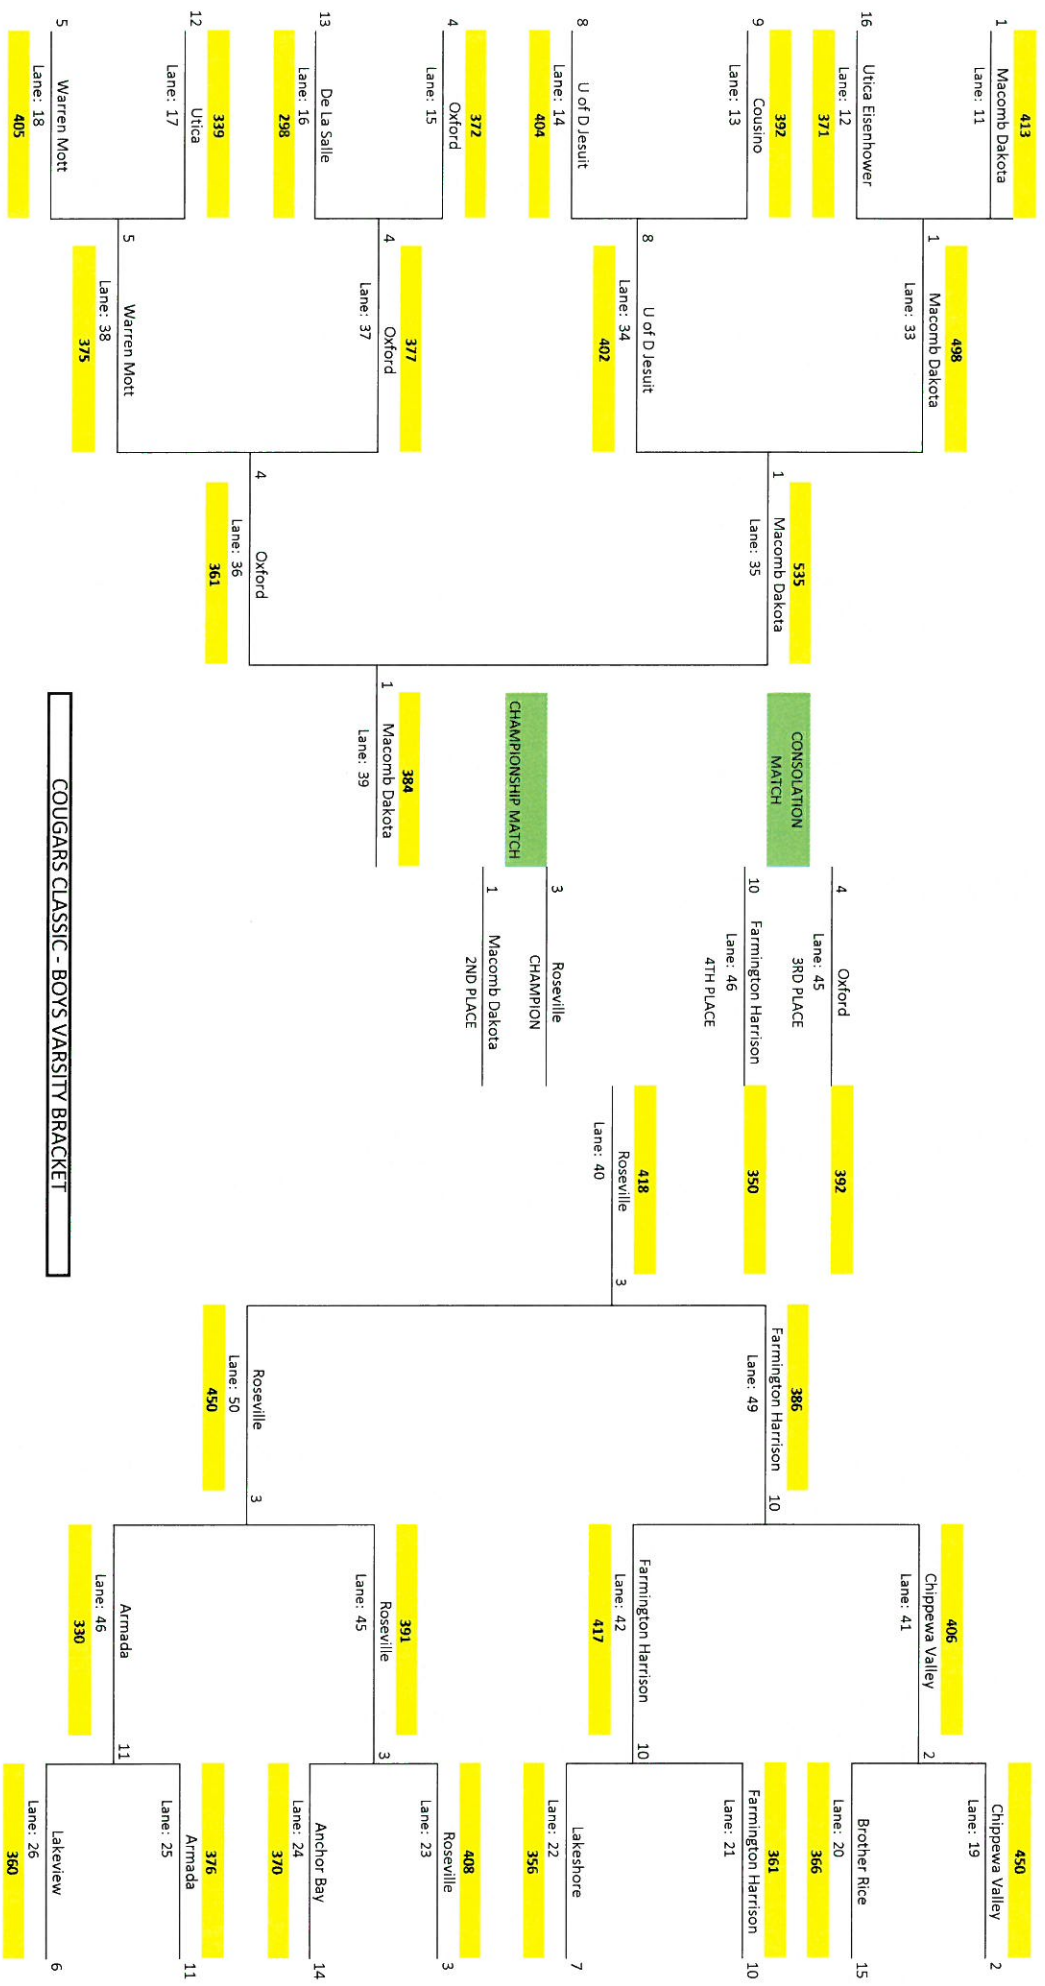 413
1 Macomb Dakota
Lane: 11
16 Utica Eisenhower
Lane: 12
371
392
9 Cousino
Lane: 13
8 U of D Jesuit
Lane: 14
404
372
4 Oxford
Lane: 15
13 De La Salle
Lane: 16
298
339
12 Utica
Lane: 17
5 Warren Mott
Lane: 18
405
498
1 Macomb Dakota
Lane: 33
8 U of D Jesuit
Lane: 34
402
377
4 Oxford
Lane: 37
5 Warren Mott
Lane: 38
375
535
1 Macomb Dakota
Lane: 35
4 Oxford
Lane: 36
361
384
1 Macomb Dakota
Lane: 39
CONSOLATION
MATCH
4 Oxford 392
Lane: 45
3RD PLACE
10 Farmington Harrison 350
Lane: 46
4TH PLACE
CHAMPIONSHIP MATCH
3 Roseville
CHAMPION
1 Macomb Dakota
2ND PLACE
418
Roseville 3
Lane: 40
386
Farmington Harrison 10
Lane: 49
Roseville 3
Lane: 50
450
406
Chippewa Valley 2
Lane: 41
Farmington Harrison 10
Lane: 42
417
391
Roseville 3
Lane: 45
Armada 11
Lane: 46
330
450
Chippewa Valley 2
Lane: 19
Brother Rice 15
Lane: 20
366
361
Farmington Harrison 10
Lane: 21
Lakeshore 7
Lane: 22
356
408
Roseville 3
Lane: 23
Anchor Bay 14
Lane: 24
370
376
Armada 11
Lane: 25
Lakeview 6
Lane: 26
360
COUGARS CLASSIC - BOYS VARSITY BRACKET